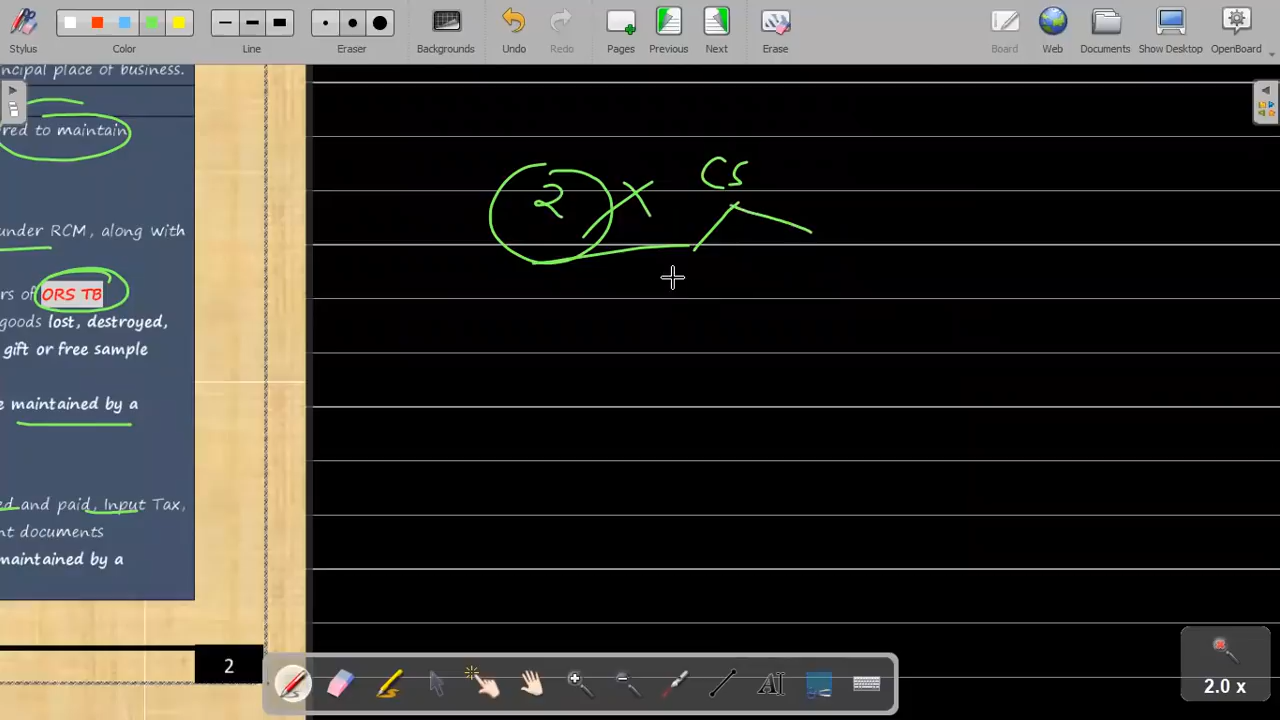 Stylus Color Line Eraser Backgrounds Undo Redo Pages Previous Next Erase Board Web Documents Show Desktop OpenBoard
ncipal place of business.
red to maintain
under RCM, along with
rs of ORS TB
goods lost, destroyed,
gift or free sample
e maintained by a
ed and paid, Input Tax,
nt documents
maintained by a
2
2 X CS
AI
2.0 x